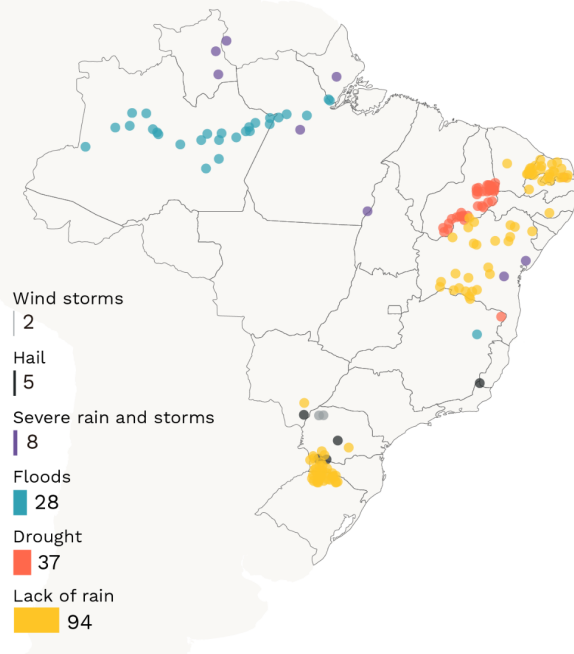 Wind storms
2
Hail
5
Severe rain and storms
8
Floods
28
Drought
37
Lack of rain
94